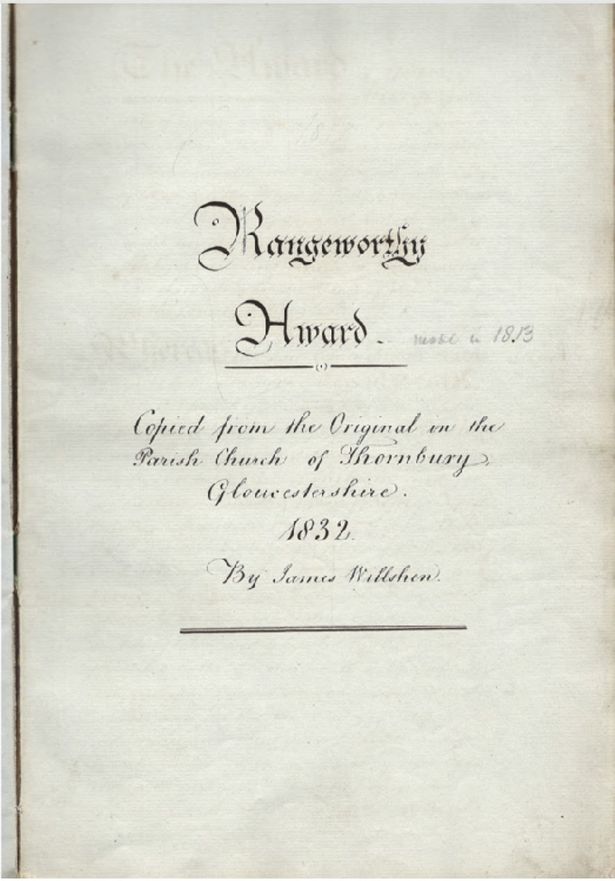 Rangeworthy
Award. made in 1813
Copied from the Original in the
Parish Church of Thornbury,
Gloucestershire.
1832.
By James Willshen.